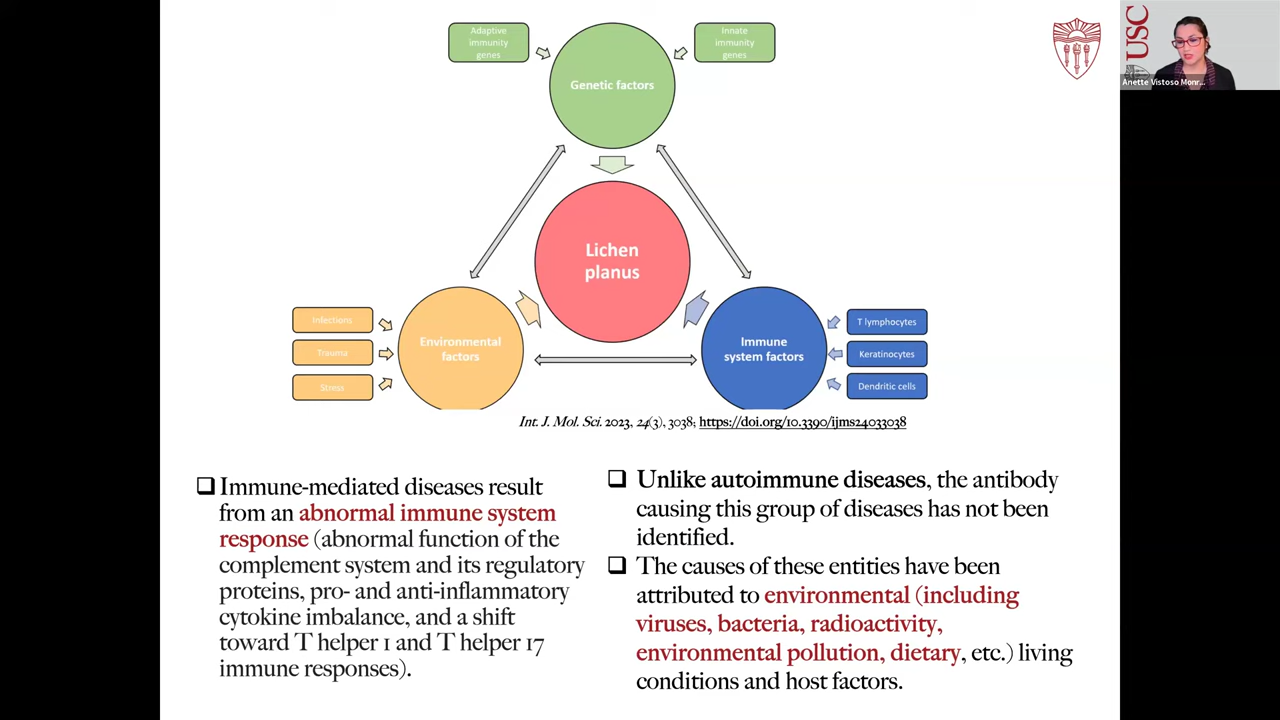 Adaptive
immunity
genes
Innate
immunity
genes
Genetic factors
Lichen
planus
Infections
Trauma
Stress
Environmental
factors
Immune
system factors
T lymphocytes
Keratinocytes
Dendritic cells
Int. J. Mol. Sci. 2023, 24(3), 3038; https://doi.org/10.3390/ijms24033038
Immune-mediated diseases result
from an abnormal immune system
response (abnormal function of the
complement system and its regulatory
proteins, pro- and anti-inflammatory
cytokine imbalance, and a shift
toward T helper 1 and T helper 17
immune responses).
Unlike autoimmune diseases, the antibody
causing this group of diseases has not been
identified.
The causes of these entities have been
attributed to environmental (including
viruses, bacteria, radioactivity,
environmental pollution, dietary, etc.) living
conditions and host factors.
USC
Anette Vistoso Monr...